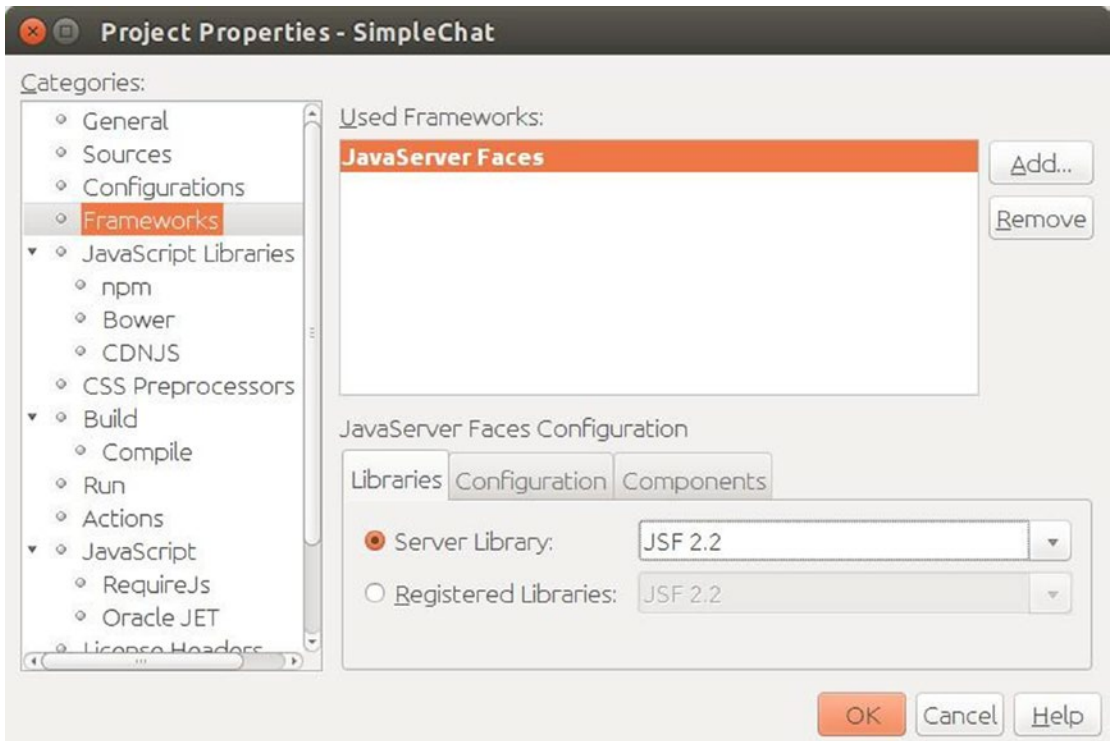 Project Properties - SimpleChat
Categories:
General
Sources
Configurations
Frameworks
JavaScript Libraries
npm
Bower
CDNJS
CSS Preprocessors
Build
Compile
Run
Actions
JavaScript
RequireJs
Oracle JET
License Headers
Used Frameworks:
JavaServer Faces
Add...
Remove
JavaServer Faces Configuration
Libraries Configuration Components
Server Library: JSF 2.2
Registered Libraries: JSF 2.2
OK Cancel Help